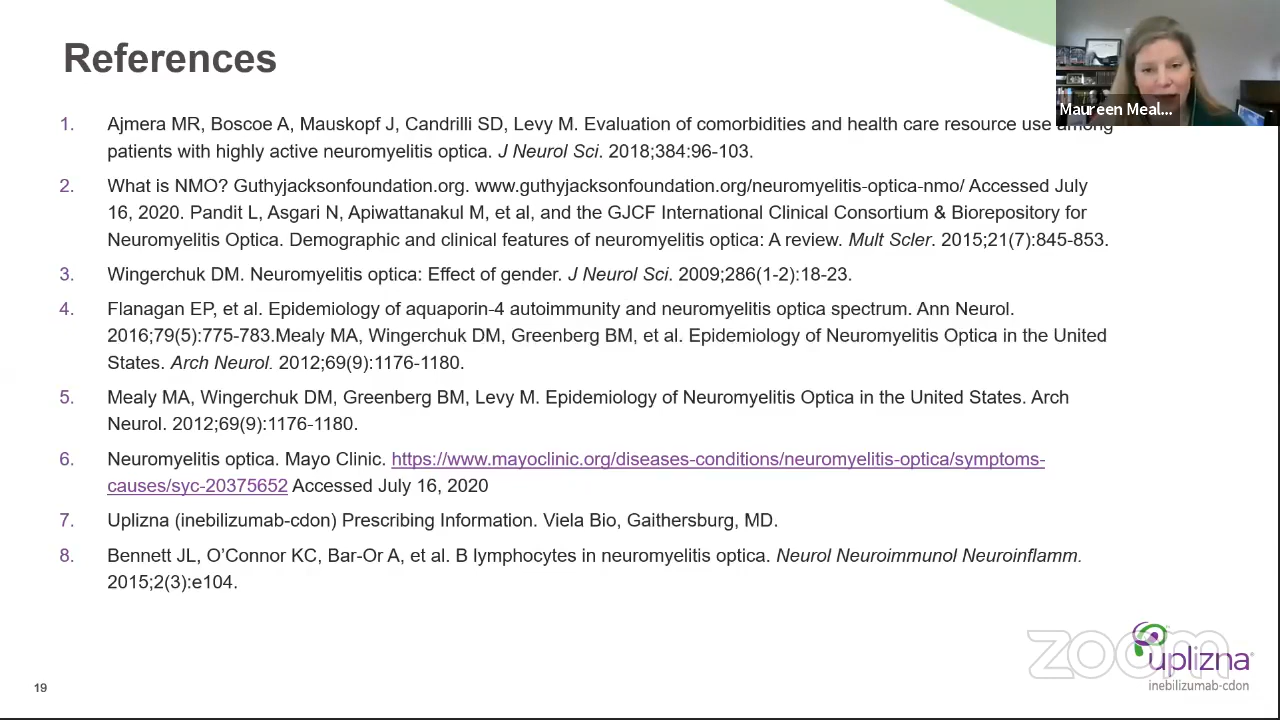 References
Maureen Meal...
1. Ajmera MR, Boscoe A, Mauskopf J, Candrilli SD, Levy M. Evaluation of comorbidities and health care resource use among
patients with highly active neuromyelitis optica. J Neurol Sci. 2018;384:96-103.
2. What is NMO? Guthyjacksonfoundation.org. www.guthyjacksonfoundation.org/neuromyelitis-optica-nmo/ Accessed July
16, 2020. Pandit L, Asgari N, Apiwattanakul M, et al, and the GJCF International Clinical Consortium & Biorepository for
Neuromyelitis Optica. Demographic and clinical features of neuromyelitis optica: A review. Mult Scler. 2015;21(7):845-853.
3. Wingerchuk DM. Neuromyelitis optica: Effect of gender. J Neurol Sci. 2009;286(1-2):18-23.
4. Flanagan EP, et al. Epidemiology of aquaporin-4 autoimmunity and neuromyelitis optica spectrum. Ann Neurol.
2016;79(5):775-783.Mealy MA, Wingerchuk DM, Greenberg BM, et al. Epidemiology of Neuromyelitis Optica in the United
States. Arch Neurol. 2012;69(9):1176-1180.
5. Mealy MA, Wingerchuk DM, Greenberg BM, Levy M. Epidemiology of Neuromyelitis Optica in the United States. Arch
Neurol. 2012;69(9):1176-1180.
6. Neuromyelitis optica. Mayo Clinic. https://www.mayoclinic.org/diseases-conditions/neuromyelitis-optica/symptoms-
causes/syc-20375652 Accessed July 16, 2020
7. Uplizna (inebilizumab-cdon) Prescribing Information. Viela Bio, Gaithersburg, MD.
8. Bennett JL, O’Connor KC, Bar-Or A, et al. B lymphocytes in neuromyelitis optica. Neurol Neuroimmunol Neuroinflamm.
2015;2(3):e104.
zoom
uplizna®
inebilizumab-cdon
19